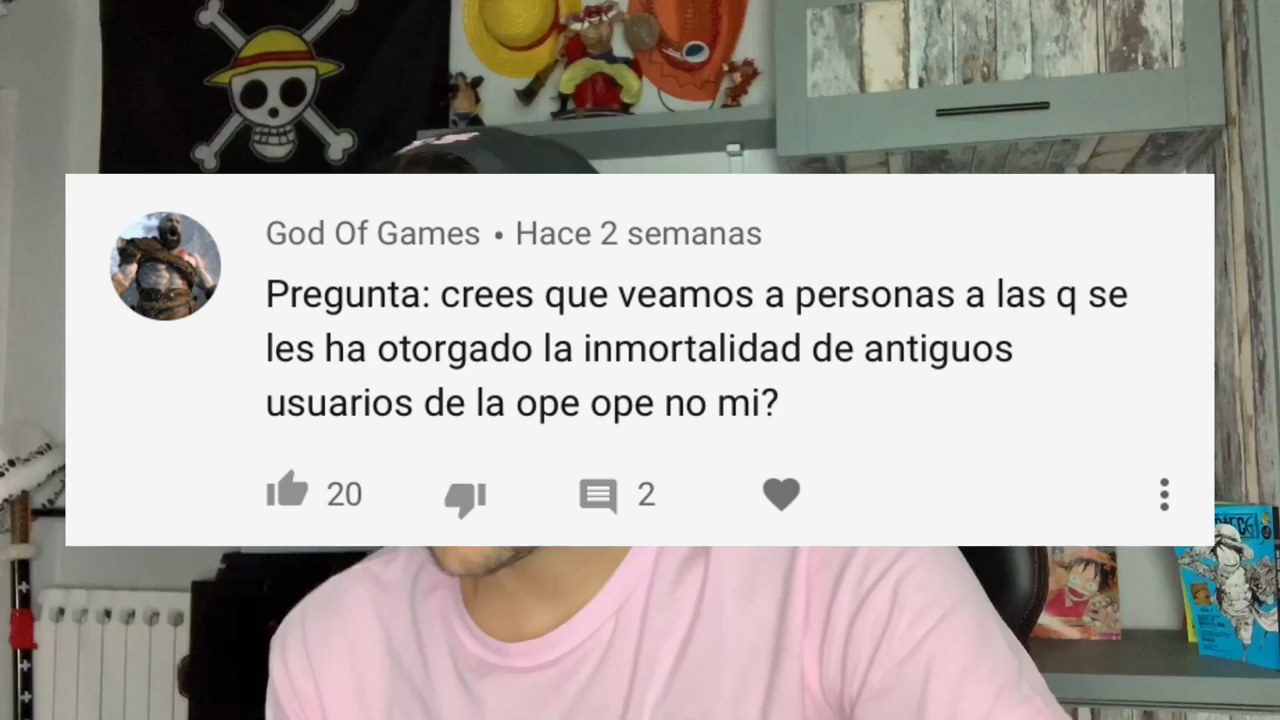 God Of Games • Hace 2 semanas
Pregunta: crees que veamos a personas a las q se
les ha otorgado la inmortalidad de antiguos
usuarios de la ope ope no mi?
20
2